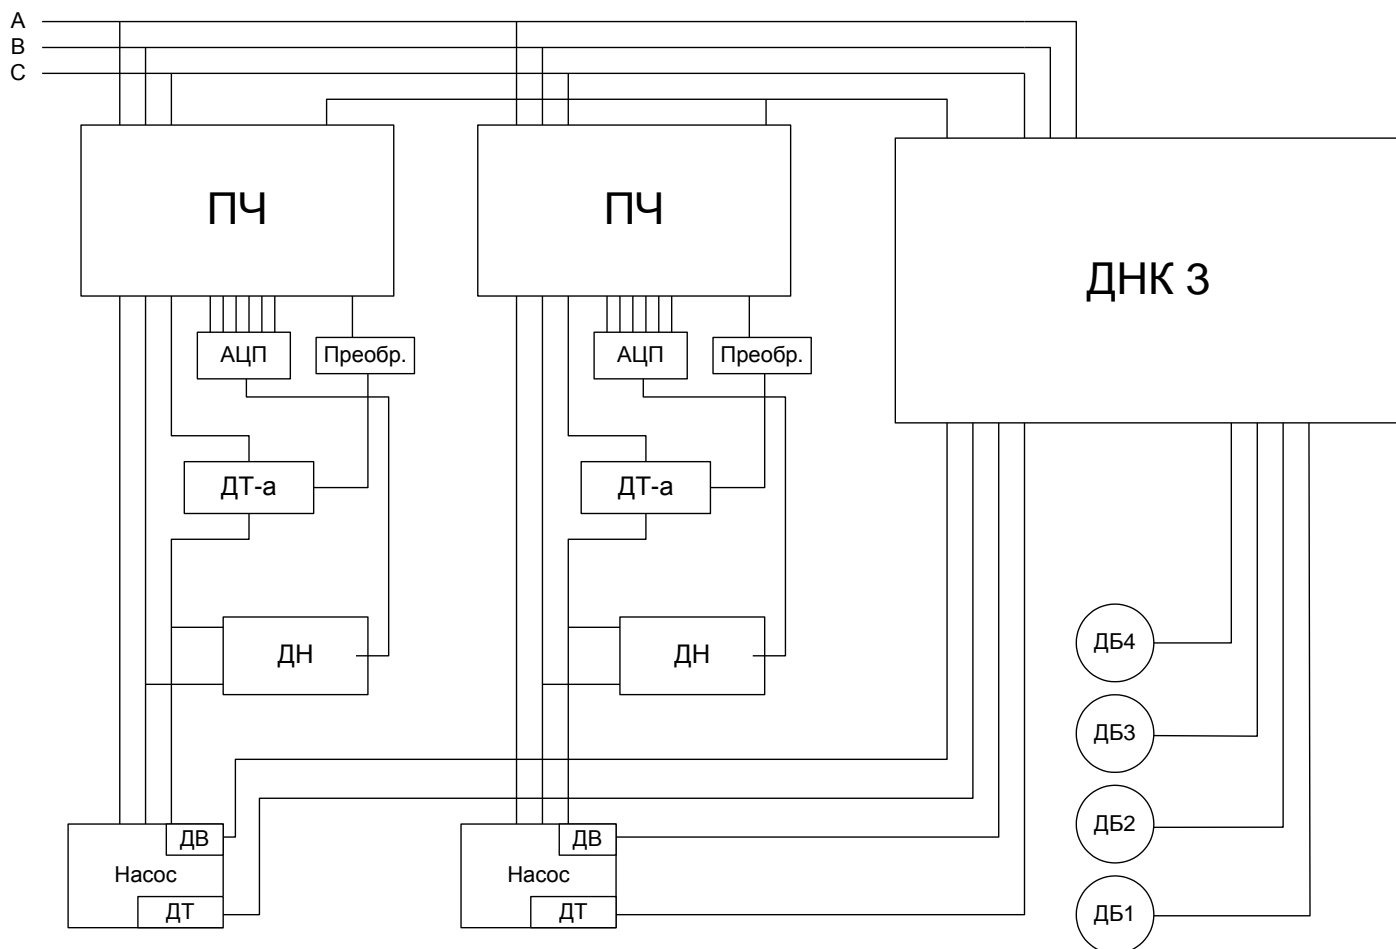 A
B
C
ПЧ
ПЧ
ДНК 3
АЦП
Преобр.
АЦП
Преобр.
ДТ-а
ДТ-а
ДН
ДН
ДБ4
ДБ3
ДБ2
ДБ1
ДВ
Насос
ДТ
ДВ
Насос
ДТ